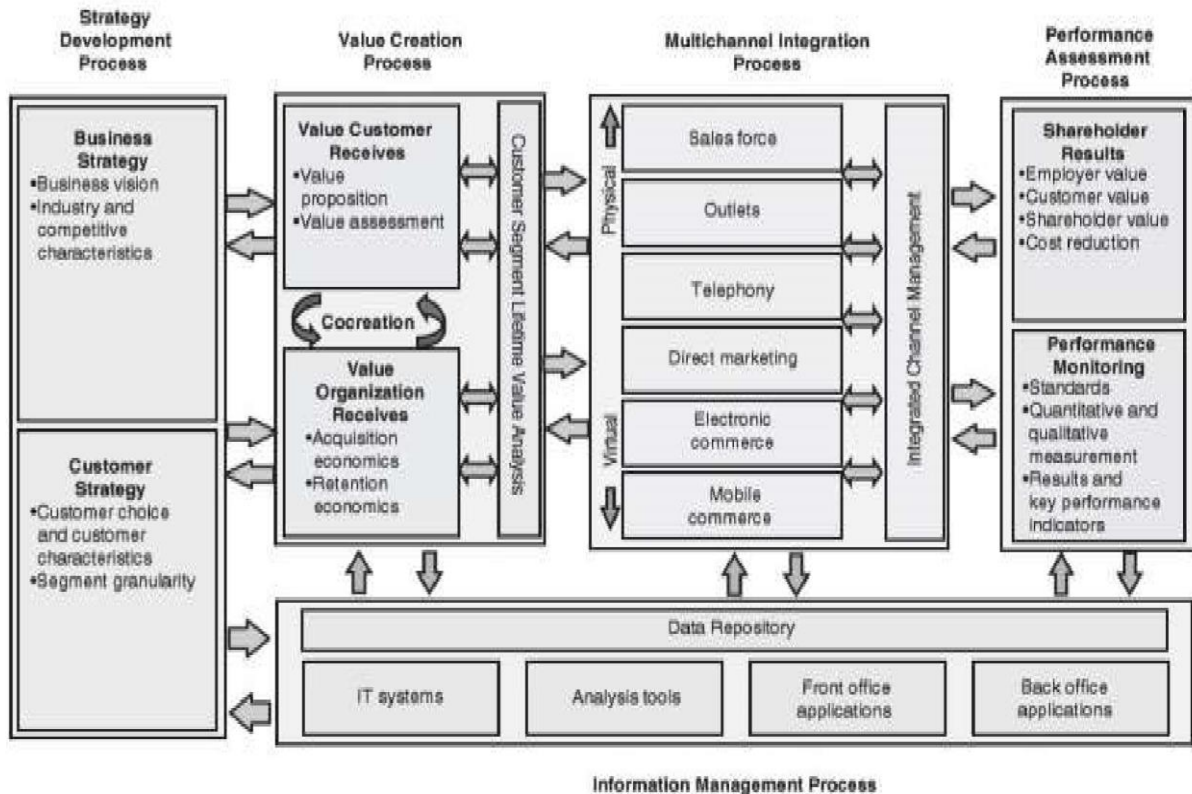 Strategy
Development
Process
Value Creation
Process
Multichannel Integration
Process
Performance
Assessment
Process
Business
Strategy
•Business vision
•Industry and
competitive
characteristics
Customer
Strategy
•Customer choice
and customer
characteristics
•Segment granularity
Value Customer
Receives
•Value
proposition
•Value assessment
Cocreation
Value
Organization
Receives
•Acquisition
economics
•Retention
economics
Customer Segment Lifetime Value Analysis
Physical
Virtual
Sales force
Outlets
Telephony
Direct marketing
Electronic
commerce
Mobile
commerce
Integrated Channel Management
Shareholder
Results
•Employer value
•Customer value
•Shareholder value
•Cost reduction
Performance
Monitoring
•Standards
•Quantitative and
qualitative
measurement
•Results and
key performance
indicators
Data Repository
IT systems
Analysis tools
Front office
applications
Back office
applications
Information Management Process